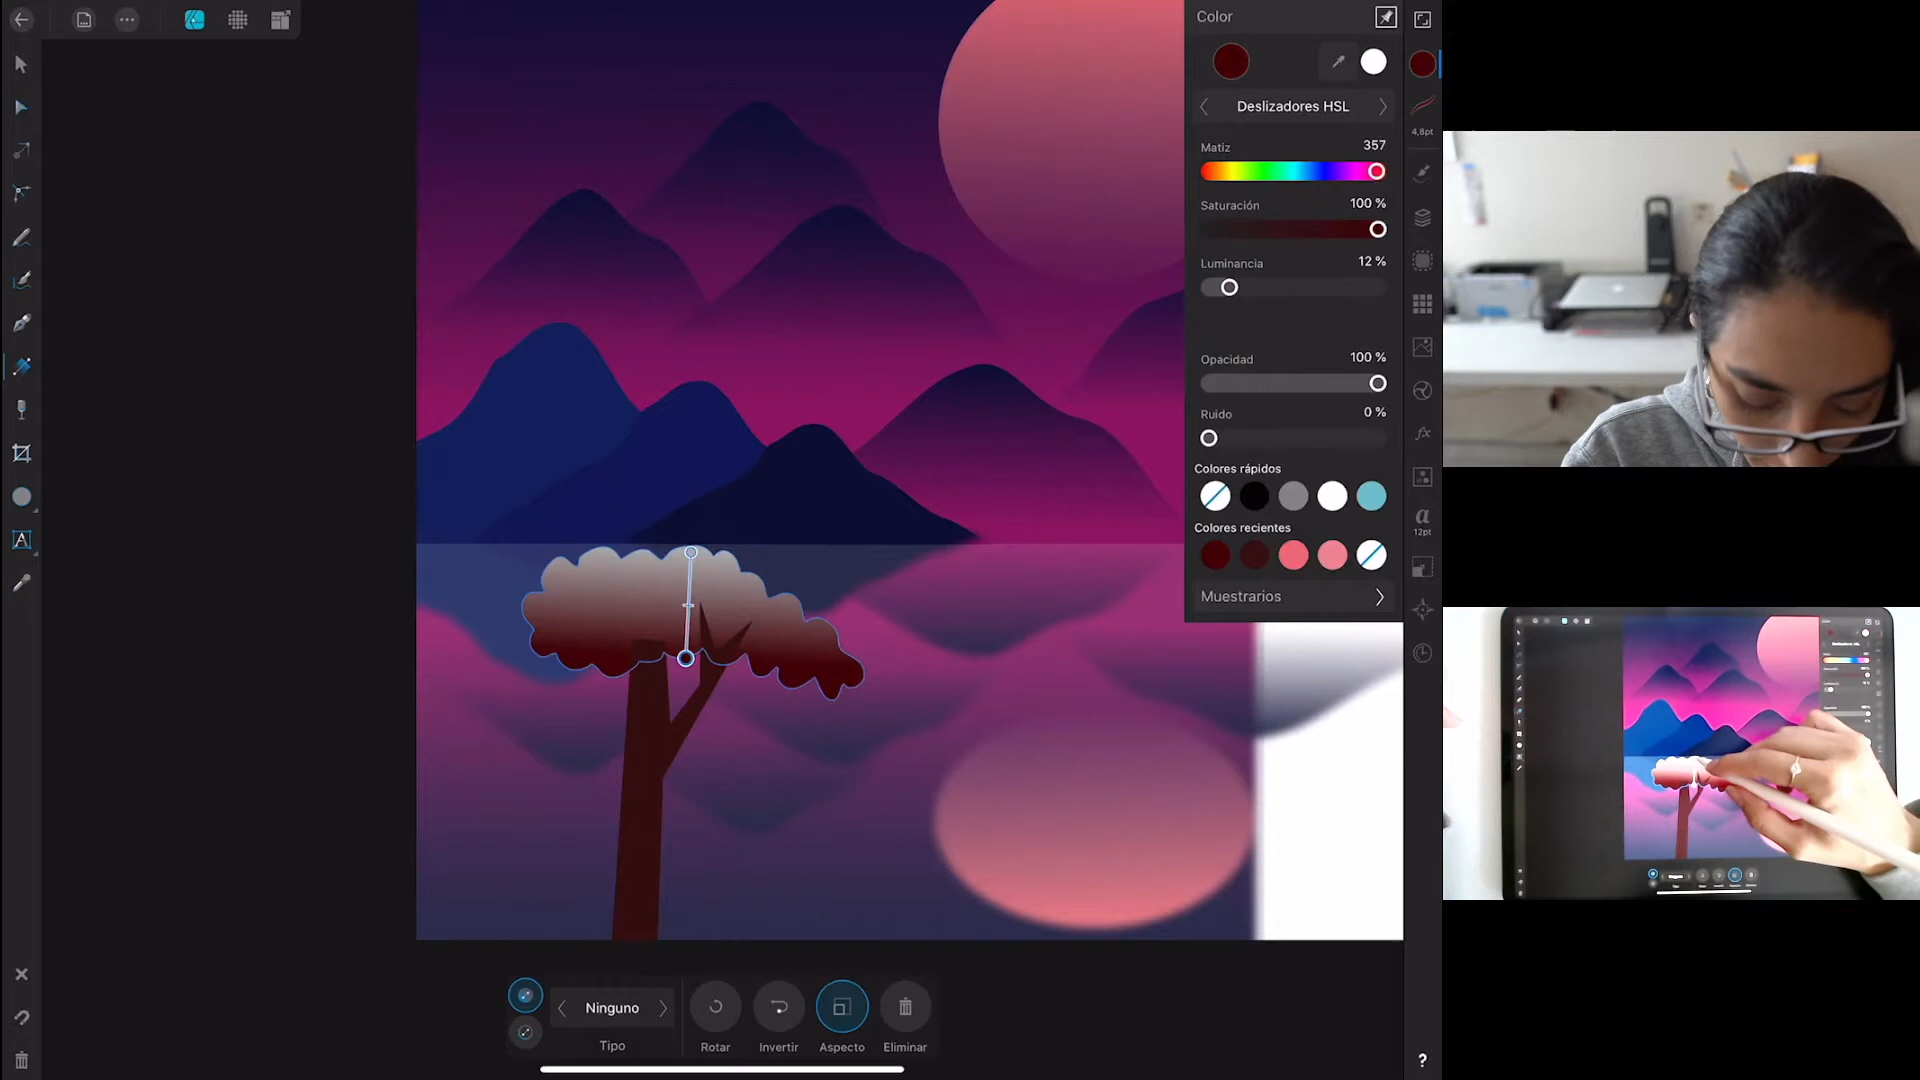 Color
Deslizadores HSL
Matiz 357
Saturación 100 %
Luminancia 12 %
Opacidad 100 %
Ruido 0 %
Colores rápidos
Colores recientes
Muestrarios
4,8pt
fx
a
12pt
A
?
Ninguno
Tipo
Rotar
Invertir
Aspecto
Eliminar